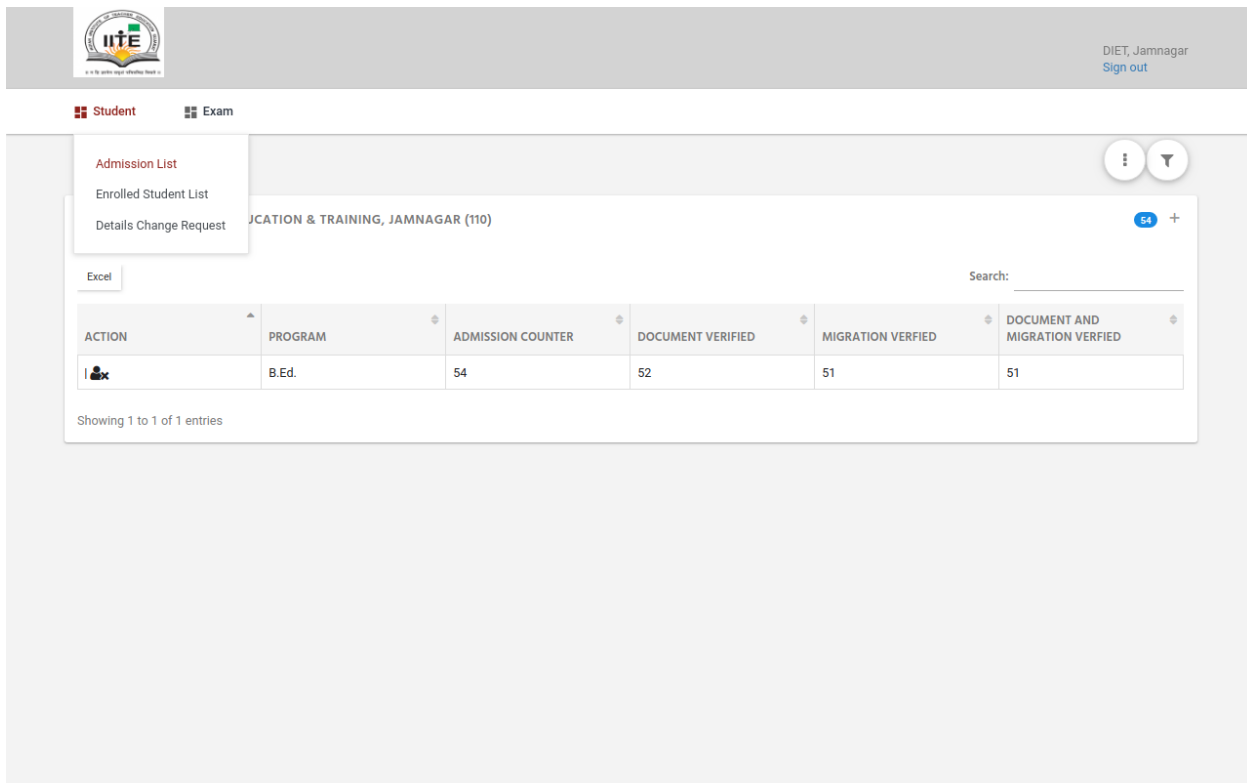 IITE
DIET, Jamnagar
Sign out
Student
Exam
Admission List
Enrolled Student List
Details Change Request
UCATION & TRAINING, JAMNAGAR (110)
54
Excel
Search:
ACTION
PROGRAM
ADMISSION COUNTER
DOCUMENT VERIFIED
MIGRATION VERFIED
DOCUMENT AND
MIGRATION VERFIED
B.Ed.
54
52
51
51
Showing 1 to 1 of 1 entries